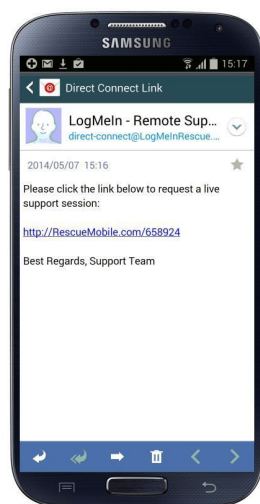 SAMSUNG
15:17
Direct Connect Link
LogMeIn - Remote Sup...
direct-connect@LogMeInRescue....
2014/05/07 15:16
Please click the link below to request a live
support session:
http://RescueMobile.com/658924
Best Regards, Support Team